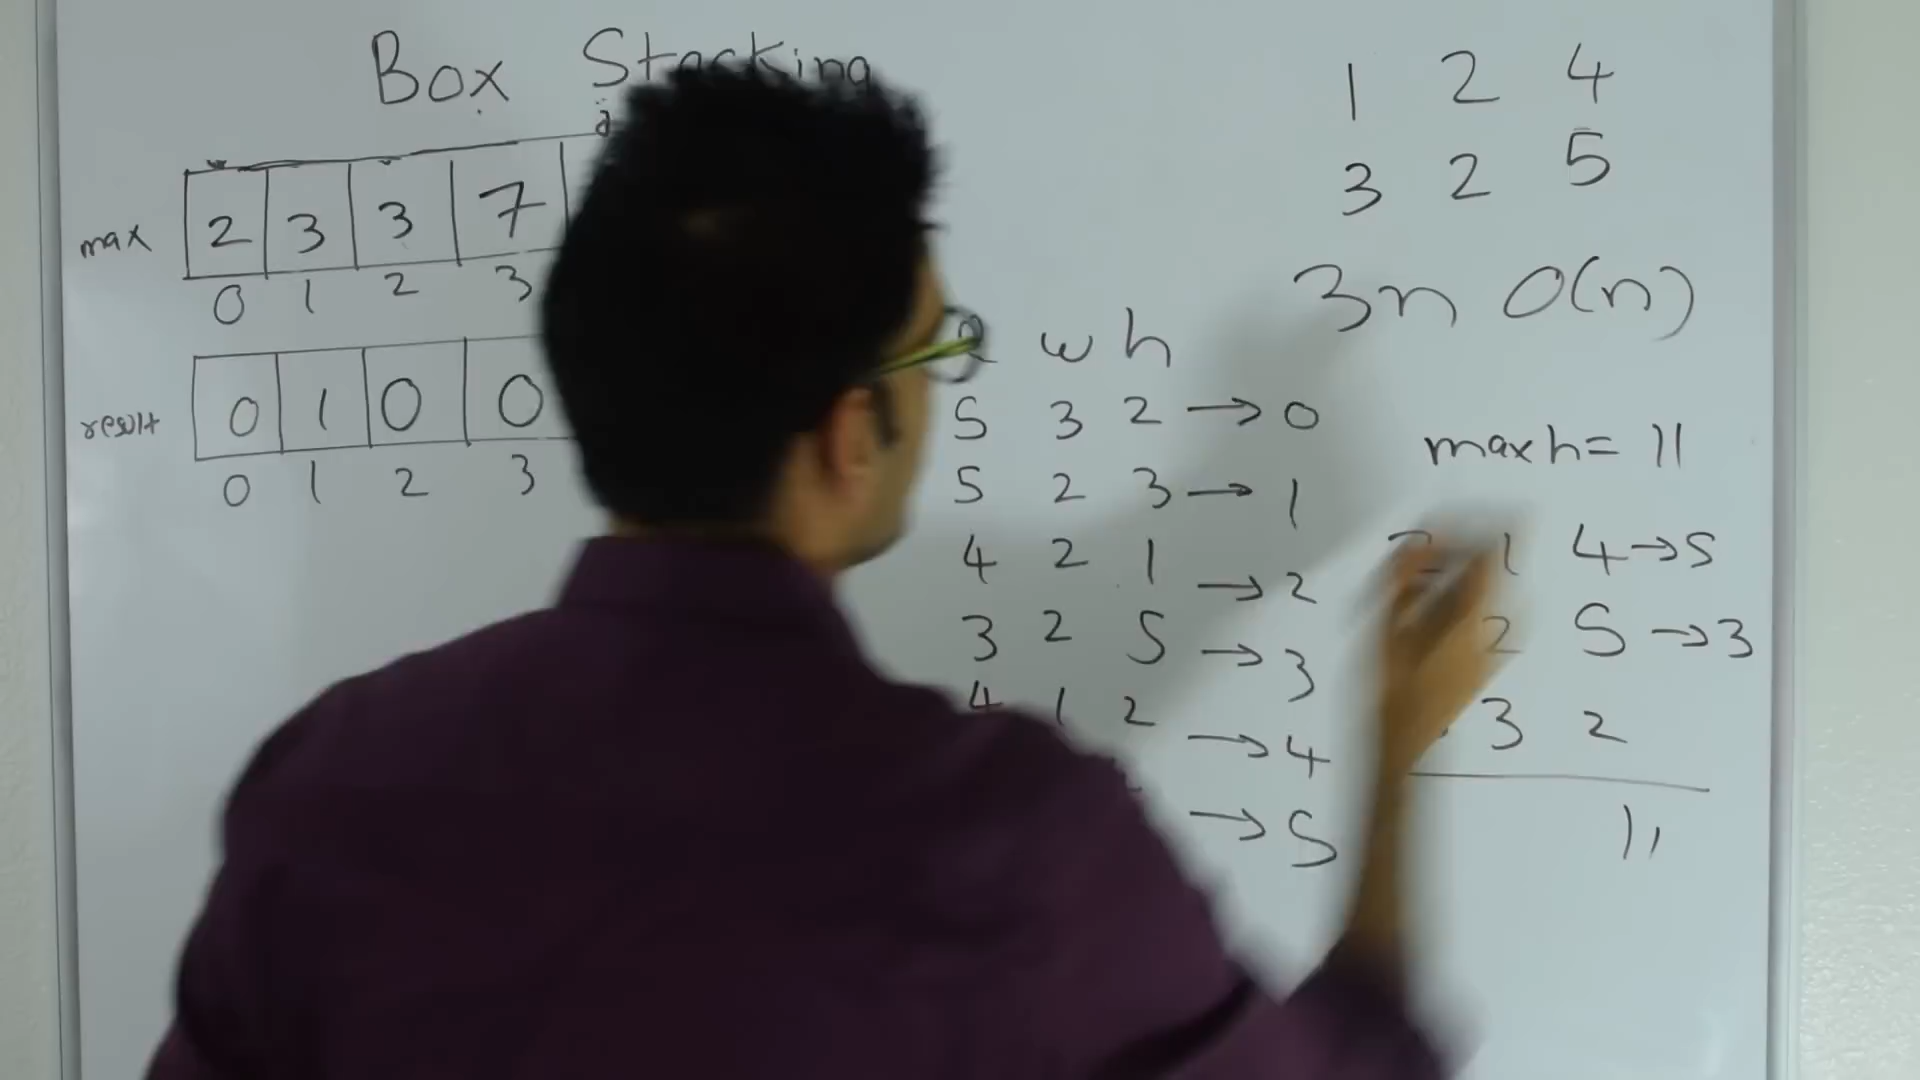 Box Stacking
max 2 3 3 7
0 1 2 3
result 0 1 0 0
0 1 2 3
w h
5 3 2 → 0
5 2 3 → 1
4 2 1 → 2
3 2 5 → 3
4 1 2 → 4
→ 5
1 2 4
3 2 5
3n O(n)
max h = 11
1 4 → 5
2 5 → 3
3 2
11